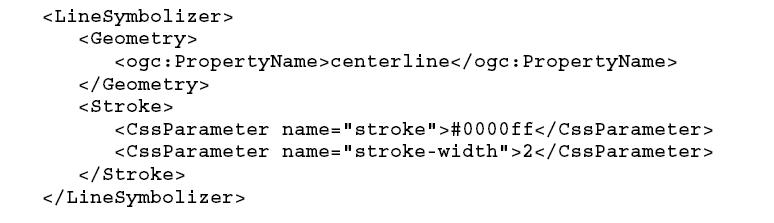 <LineSymbolizer>
   <Geometry>
      <ogc:PropertyName>centerline</ogc:PropertyName>
   </Geometry>
   <Stroke>
      <CssParameter name="stroke">#0000ff</CssParameter>
      <CssParameter name="stroke-width">2</CssParameter>
   </Stroke>
</LineSymbolizer>